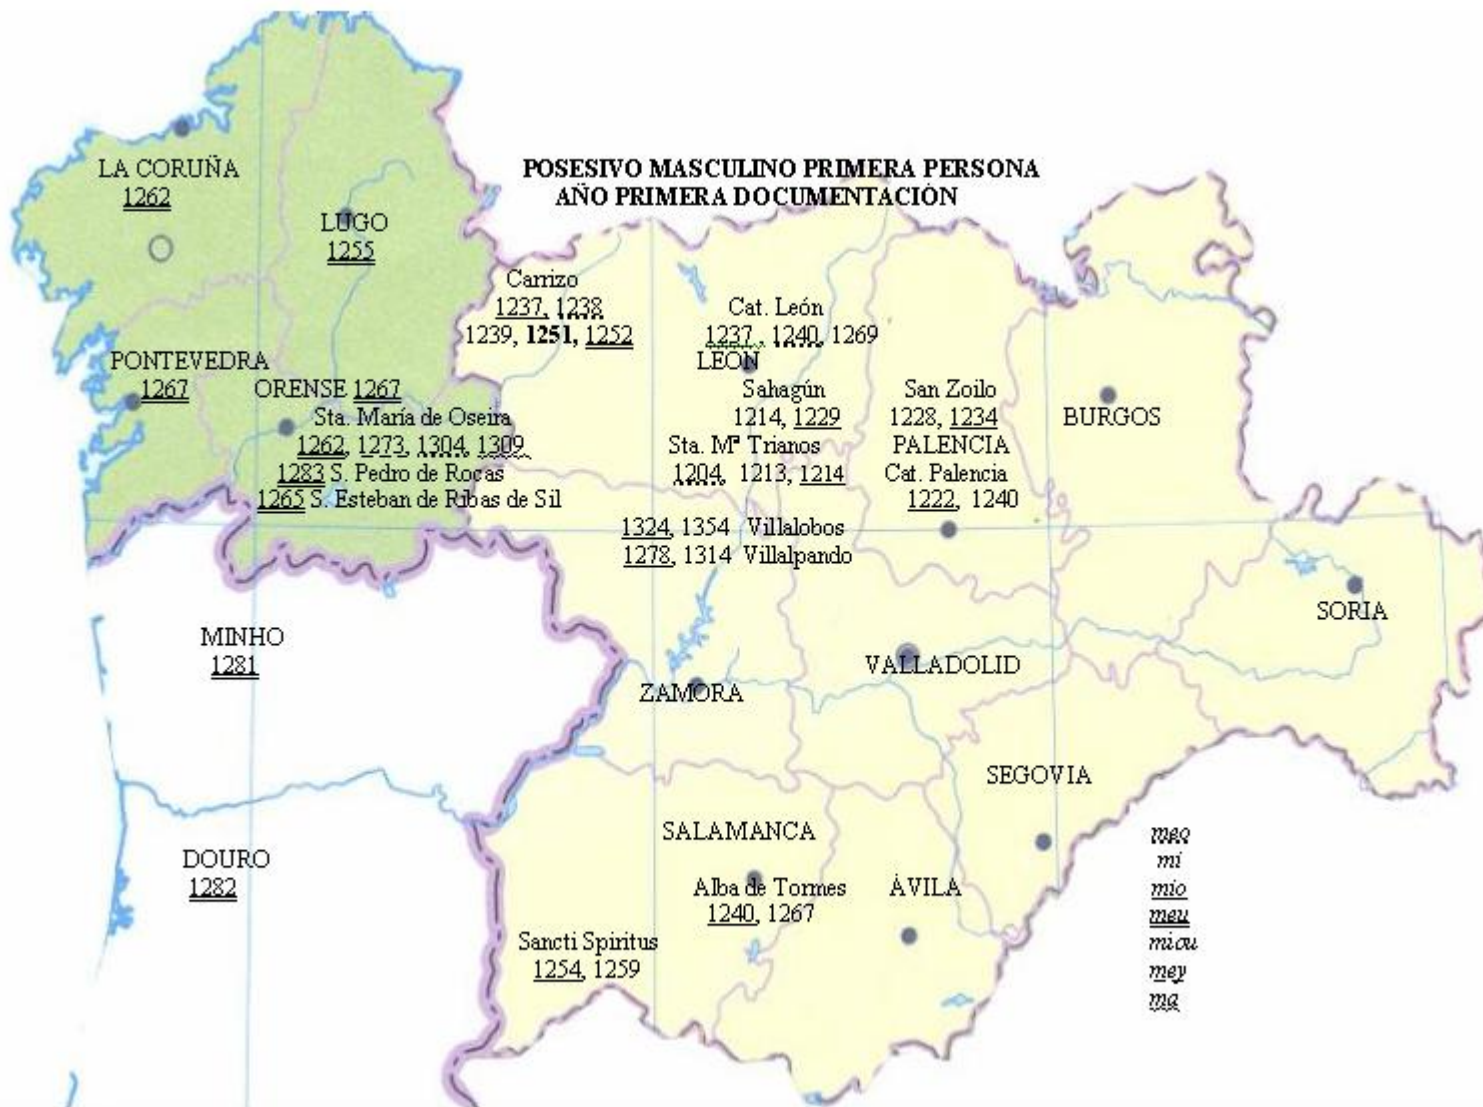 POSESIVO MASCULINO PRIMERA PERSONA
AÑO PRIMERA DOCUMENTACIÓN
LA CORUÑA
1262
LUGO
1255
PONTEVEDRA
1267
ORENSE 1267
Sta. María de Oseira
1262, 1273, 1304, 1309,
1283 S. Pedro de Rocas
1265 S. Esteban de Ribas de Sil
Carrizo
1237, 1238
1239, 1251, 1252
Cat. León
1237, 1240, 1269
LEÓN
Sahagún
1214, 1229
Sta. Mª Trianos
1204, 1213, 1214
San Zoilo
1228, 1234
PALENCIA
Cat. Palencia
1222, 1240
BURGOS
1324, 1354 Villalobos
1278, 1314 Villalpando
SORIA
MINHO
1281
ZAMORA
VALLADOLID
SEGOVIA
DOURO
1282
SALAMANCA
Alba de Tormes
1240, 1267
ÁVILA
Sancti Spiritus
1254, 1259
meo
mi
mio
meu
miou
mey
ma